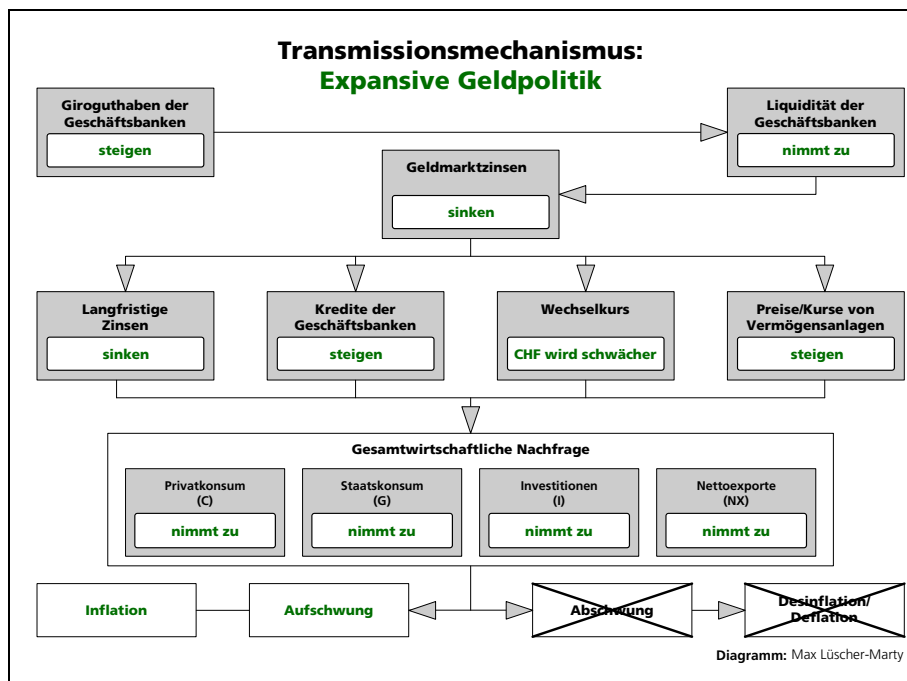 Transmissionsmechanismus:
Expansive Geldpolitik
Giroguthaben der
Geschäftsbanken
steigen
Liquidität der
Geschäftsbanken
nimmt zu
Geldmarktzinsen
sinken
Langfristige
Zinsen
sinken
Kredite der
Geschäftsbanken
steigen
Wechselkurs
CHF wird schwächer
Preise/Kurse von
Vermögensanlagen
steigen
Gesamtwirtschaftliche Nachfrage
Privatkonsum
(C)
nimmt zu
Staatskonsum
(G)
nimmt zu
Investitionen
(I)
nimmt zu
Nettoexporte
(NX)
nimmt zu
Inflation
Aufschwung
Abschwung
Desinflation/
Deflation
Diagramm: Max Lüscher-Marty